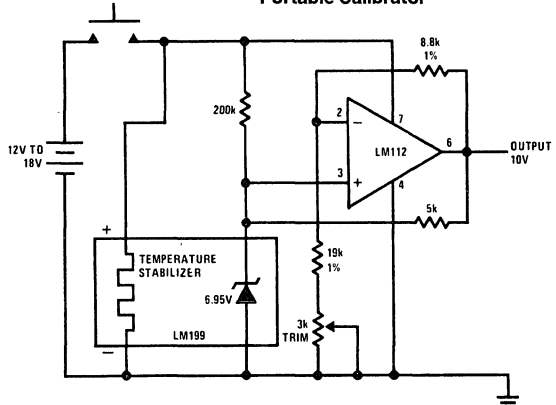 Portable Calibrator
8.8k
1%
200k
2
7
LM112
6
OUTPUT
10V
12V TO
18V
3
4
5k
+
TEMPERATURE
STABILIZER
19k
1%
6.95V
3k
TRIM
LM199